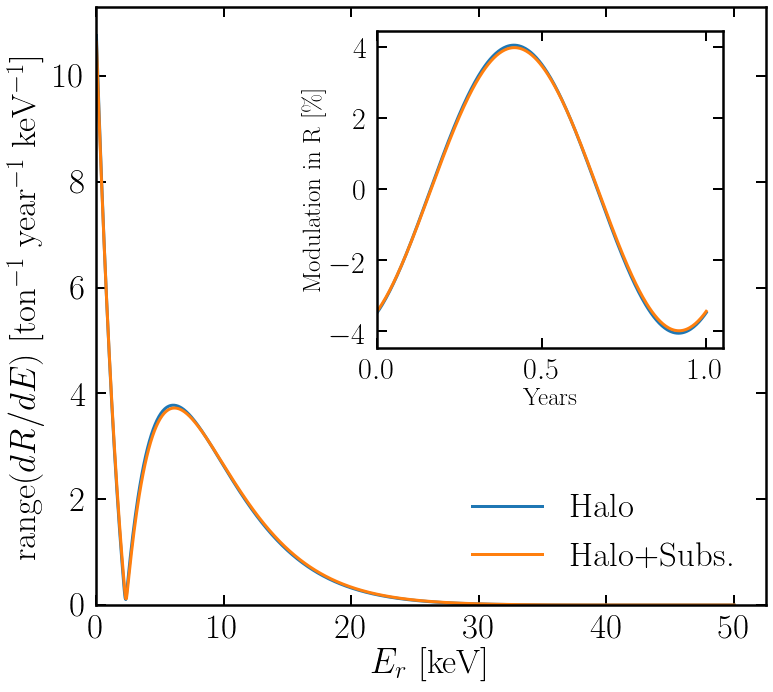 range(dR/dE) [ton⁻¹ year⁻¹ keV⁻¹]
10
8
6
4
2
0
0 10 20 30 40 50
E_r [keV]
Modulation in R [%]
4
2
0
−2
−4
0.0 0.5 1.0
Years
Halo
Halo+Subs.